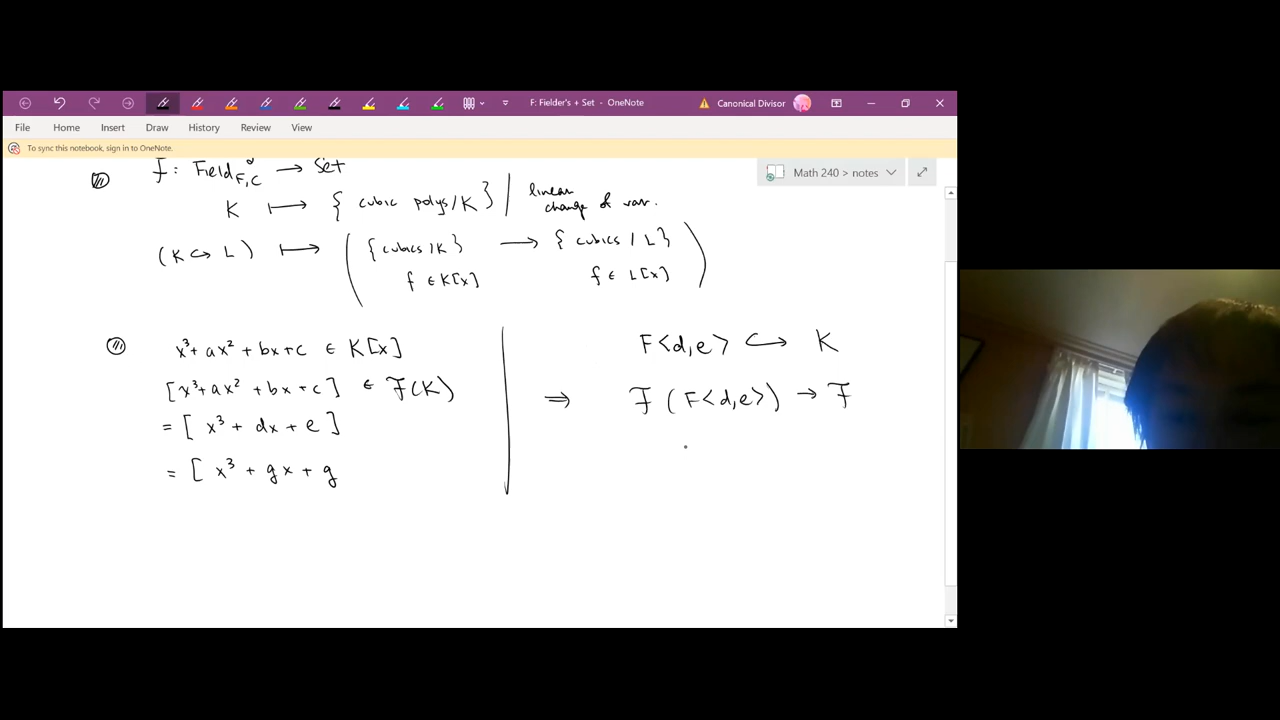 F: Fielder's + Set - OneNote
Canonical Divisor
File Home Insert Draw History Review View
To sync this notebook, sign in to OneNote.
Math 240 > notes
F : Field_{F,C} → Set
K ↦ { cubic polys/K } / linear change of var.
(K ↪ L) ↦ ( {cubics/K} → {cubics/L} )
f ∈ K[x] f ∈ L[x]
x³ + ax² + bx + c ∈ K[x]
[x³ + ax² + bx + c] ∈ F(K)
= [ x³ + dx + e ]
= [ x³ + gx + g
F<d,e> ↪ K
⇒ F(F<d,e>) → F